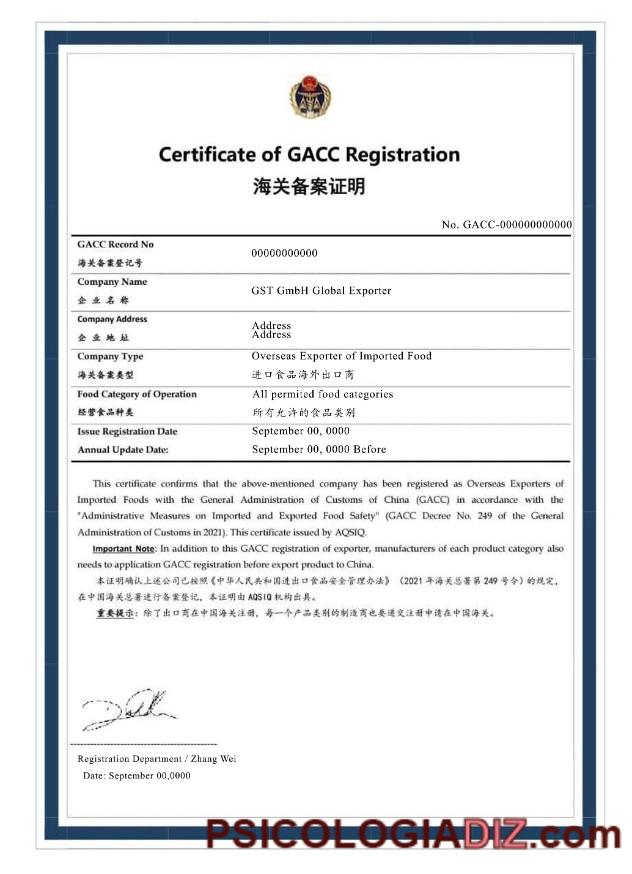 Certificate of GACC Registration
海关备案证明
No. GACC-000000000000
GACC Record No
海关备案登记号
00000000000
Company Name
企 业 名 称
GST GmbH Global Exporter
Company Address
企 业 地 址
Address
Address
Company Type
海关备案类型
Overseas Exporter of Imported Food
进口食品海外出口商
Food Category of Operation
经营食品种类
All permited food categories
所有允许的食品类别
Issue Registration Date
September 00, 0000
Annual Update Date:
September 00, 0000 Before
This certificate confirms that the above-mentioned company has been registered as Overseas Exporters of
Imported Foods with the General Administration of Customs of China (GACC) in accordance with the
"Administrative Measures on Imported and Exported Food Safety" (GACC Decree No. 249 of the General
Administration of Customs in 2021). This certificate issued by AQSIQ.
Important Note: In addition to this GACC registration of exporter, manufacturers of each product category also
needs to application GACC registration before export product to China.
本证明确认上述公司已按照《中华人民共和国进出口食品安全管理办法》（2021年海关总署第249号令）的规定，
在中国海关总署进行备案登记，本证明由 AQSIQ 机构出具。
重要提示：除了出口商在中国海关注册，每一个产品类别的制造商也要递交注册申请在中国海关。
Registration Department / Zhang Wei
Date: September 00,0000
PSICOLOGIADIZ.com